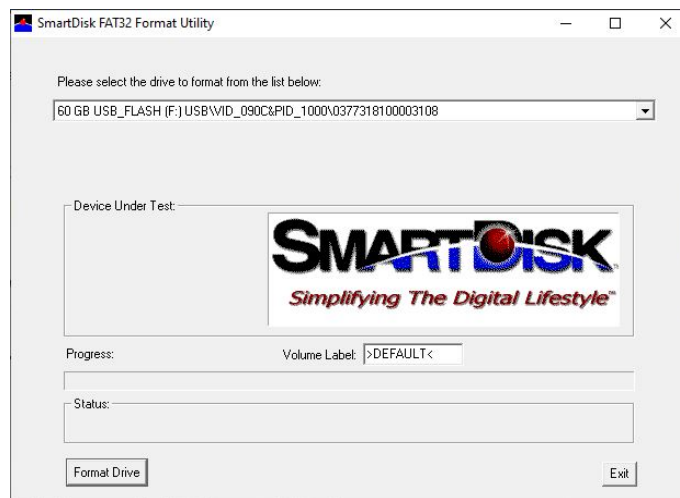 SmartDisk FAT32 Format Utility
Please select the drive to format from the list below:
60 GB USB_FLASH (F:) USB\VID_090C&PID_1000\0377318100003108
Device Under Test:
SMARTDISK
Simplifying The Digital Lifestyle™
Progress:
Volume Label: >DEFAULT<
Status:
Format Drive
Exit